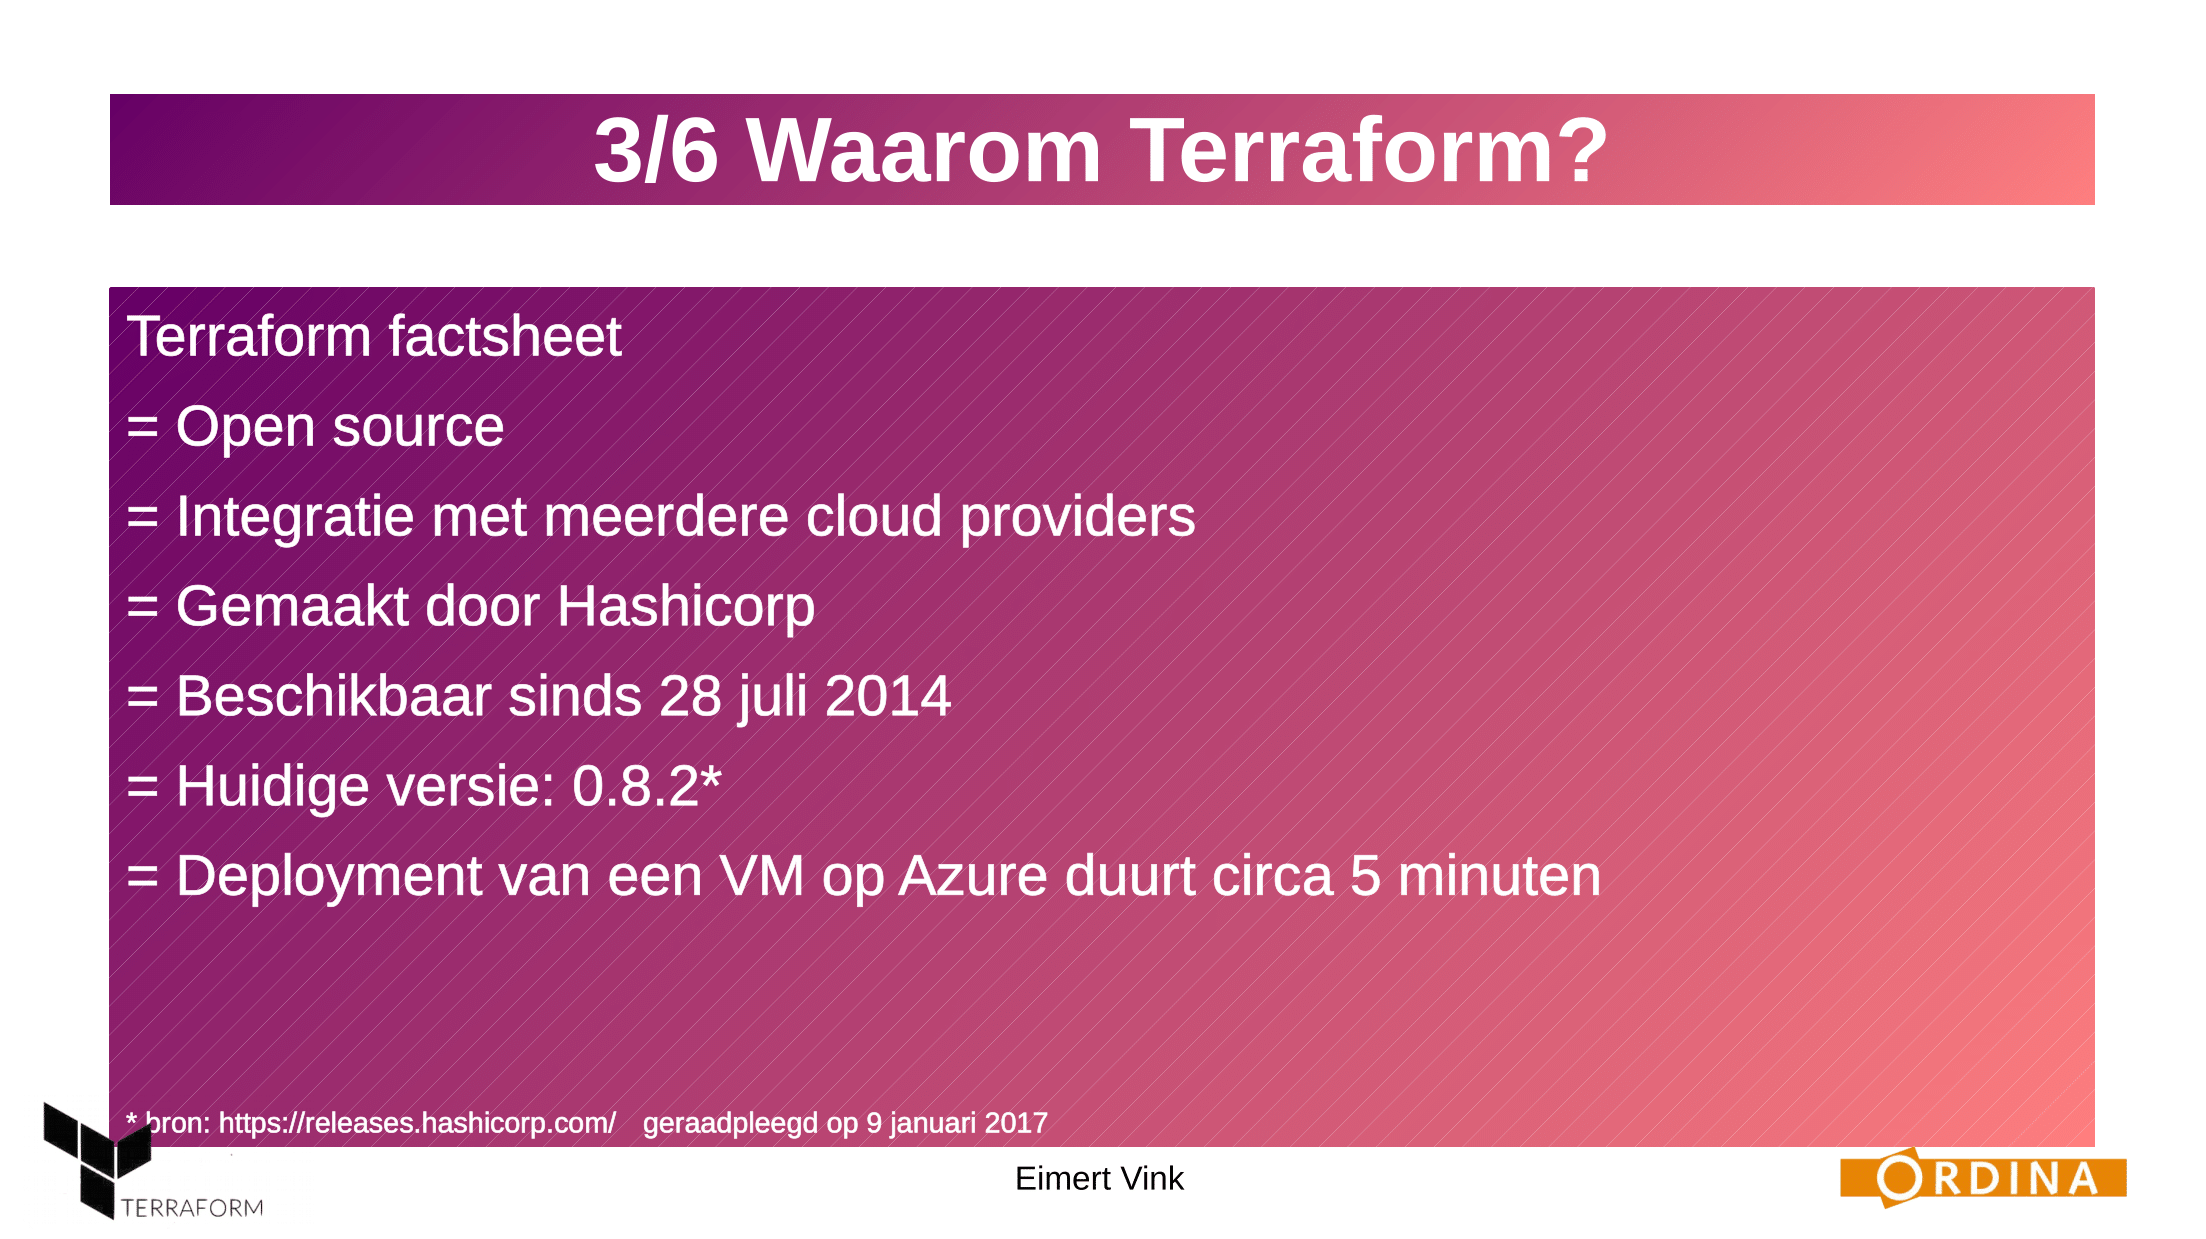 3/6 Waarom Terraform?
Terraform factsheet
= Open source
= Integratie met meerdere cloud providers
= Gemaakt door Hashicorp
= Beschikbaar sinds 28 juli 2014
= Huidige versie: 0.8.2*
= Deployment van een VM op Azure duurt circa 5 minuten
* bron: https://releases.hashicorp.com/ geraadpleegd op 9 januari 2017
Eimert Vink
TERRAFORM
ORDINA